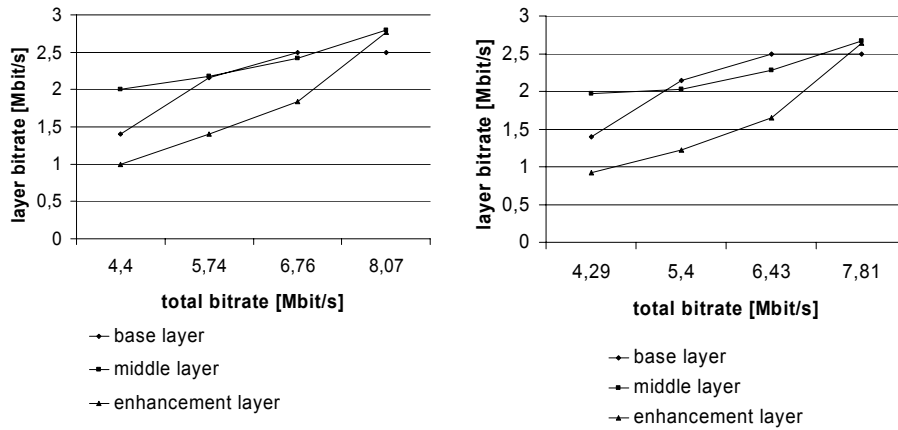 3
2,5
2
1,5
1
0,5
0
layer bitrate [Mbit/s]
4,4 5,74 6,76 8,07
total bitrate [Mbit/s]
base layer
middle layer
enhancement layer
3
2,5
2
1,5
1
0,5
0
layer bitrate [Mbit/s]
4,29 5,4 6,43 7,81
total bitrate [Mbit/s]
base layer
middle layer
enhancement layer